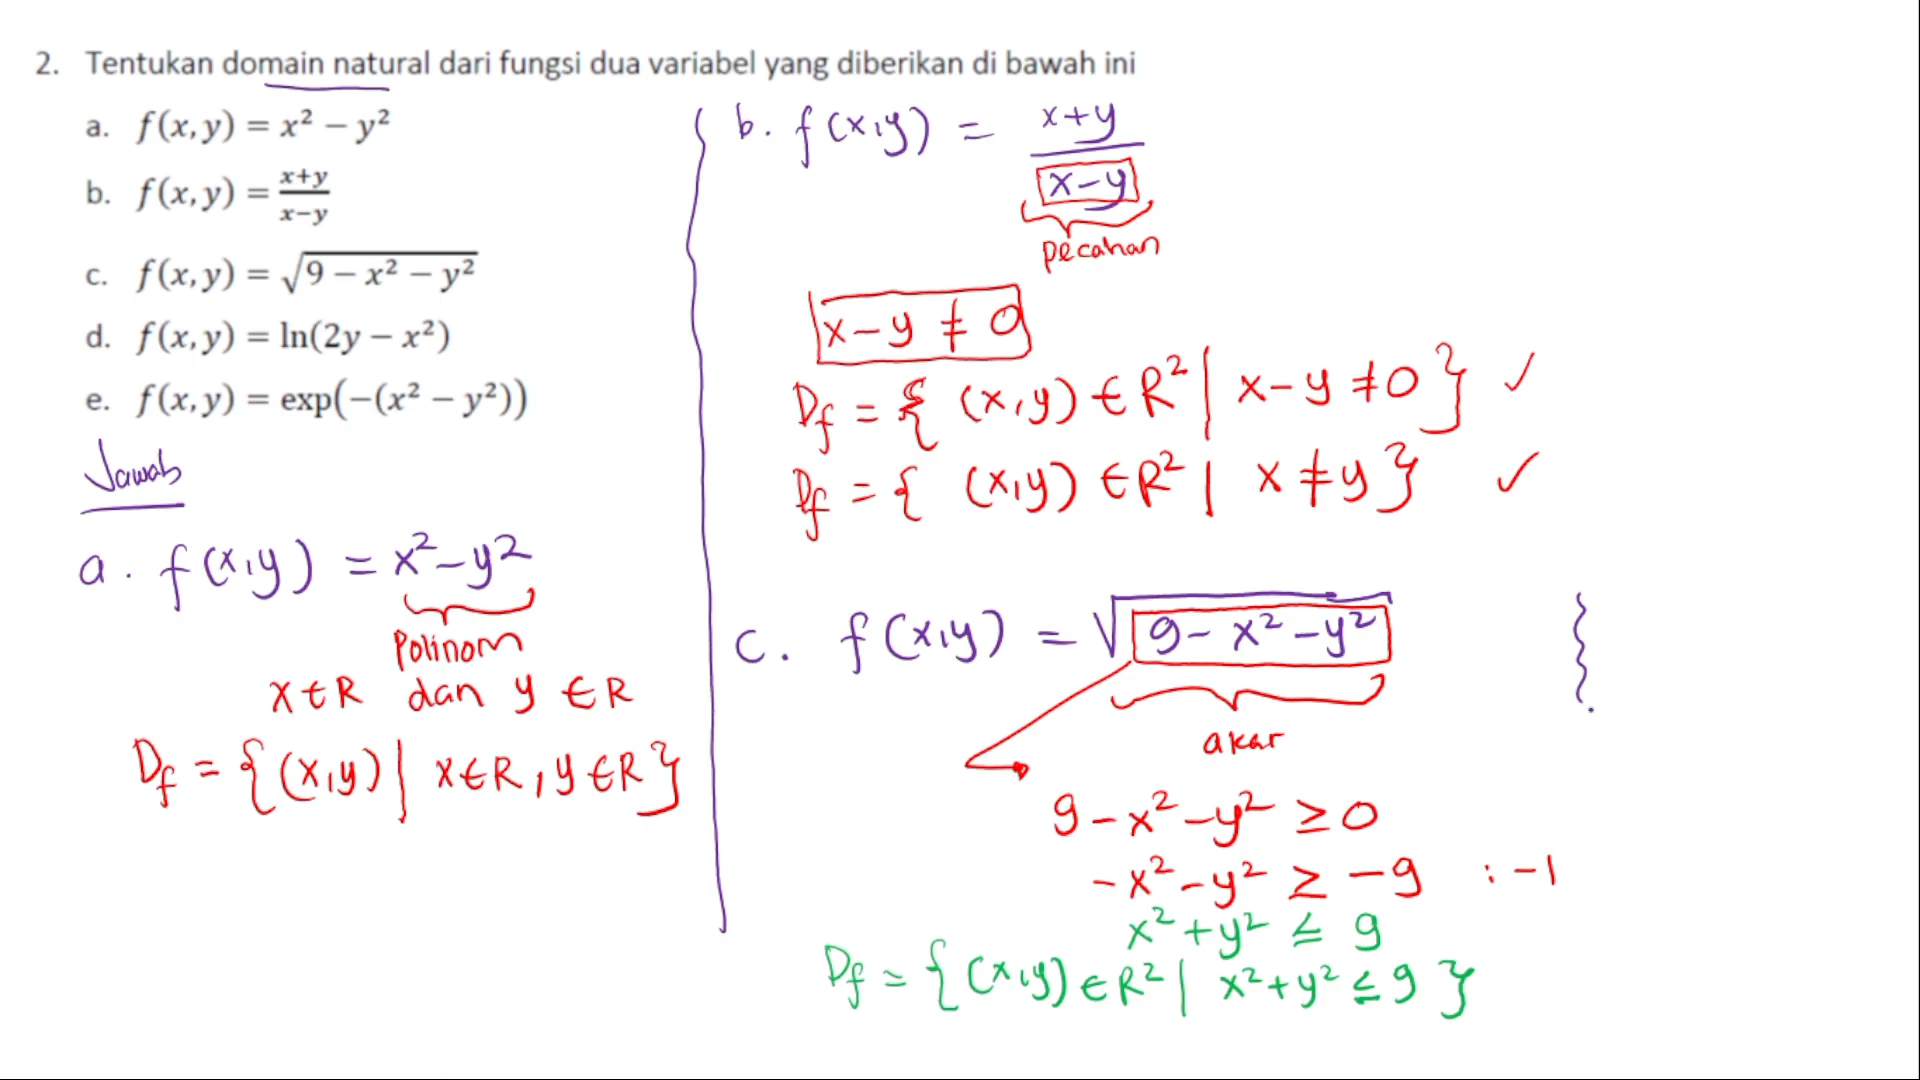 2. Tentukan domain natural dari fungsi dua variabel yang diberikan di bawah ini
a. f(x, y) = x² − y²
b. f(x, y) = (x+y)/(x−y)
c. f(x, y) = √(9 − x² − y²)
d. f(x, y) = ln(2y − x²)
e. f(x, y) = exp(−(x² − y²))
Jawab
a. f(x,y) = x²−y²
Polinom
x∈R dan y ∈R
Df = {(x,y) | x∈R, y∈R}
b. f(x,y) = (x+y)/(x−y)
pecahan
x−y ≠ 0
Df = { (x,y) ∈ R² | x−y ≠ 0 } ✓
Df = { (x,y) ∈ R² | x ≠ y } ✓
c. f(x,y) = √(9− x² −y²)
akar
9−x²−y² ≥ 0
−x²−y² ≥ −9 : −1
x²+y² ≤ 9
Df = { (x,y) ∈ R² | x²+y² ≤ 9 }